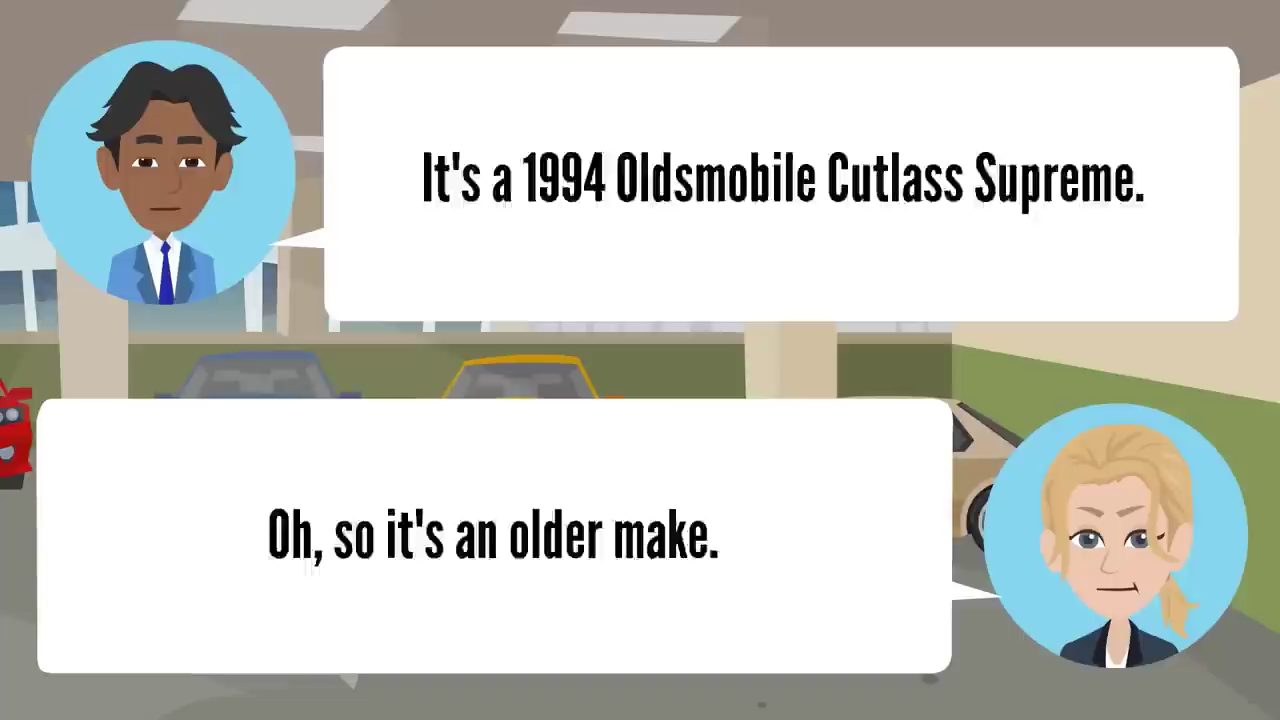 It's a 1994 Oldsmobile Cutlass Supreme.
Oh, so it's an older make.